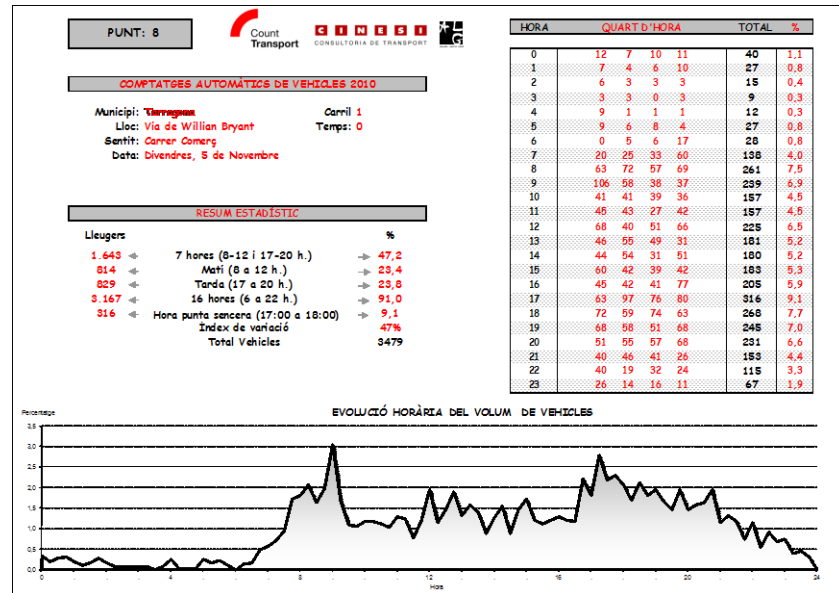 PUNT: 8
Count
Transport
CINESI
CONSULTORIA DE TRANSPORT
COMPTATGES AUTOMÀTICS DE VEHICLES 2010
Municipi:
Carril 1
Lloc: Via de Willian Bryant
Temps: 0
Sentit: Carrer Comerç
Data: Divendres, 5 de Novembre
RESUM ESTADÍSTIC
Lleugers %
1.643 7 hores (8-12 i 17-20 h.) 47,2
814 Matí (8 a 12 h.) 23,4
829 Tarda (17 a 20 h.) 23,8
3.167 16 hores (6 a 22 h.) 91,0
316 Hora punta sencera (17:00 a 18:00) 9,1
Índex de variació 47%
Total Vehicles 3479
HORA QUART D'HORA TOTAL %
0 12 7 10 11 40 1,1
1 7 4 6 10 27 0,8
2 6 3 3 3 15 0,4
3 3 3 0 3 9 0,3
4 9 1 1 1 12 0,3
5 9 6 8 4 27 0,8
6 0 5 6 17 28 0,8
7 20 25 33 60 138 4,0
8 63 72 57 69 261 7,5
9 106 58 38 37 239 6,9
10 41 41 39 36 157 4,5
11 45 43 27 42 157 4,5
12 68 40 51 66 225 6,5
13 46 55 49 31 181 5,2
14 44 54 31 51 180 5,2
15 60 42 39 42 183 5,3
16 45 42 41 77 205 5,9
17 63 97 76 80 316 9,1
18 72 59 74 63 268 7,7
19 68 58 51 68 245 7,0
20 51 55 57 68 231 6,6
21 40 46 41 26 153 4,4
22 40 19 32 24 115 3,3
23 26 14 16 11 67 1,9
EVOLUCIÓ HORÀRIA DEL VOLUM DE VEHICLES
Percentatge
3,5
3,0
2,5
2,0
1,5
1,0
0,5
0,0
0 4 8 12 16 20 24
Hora